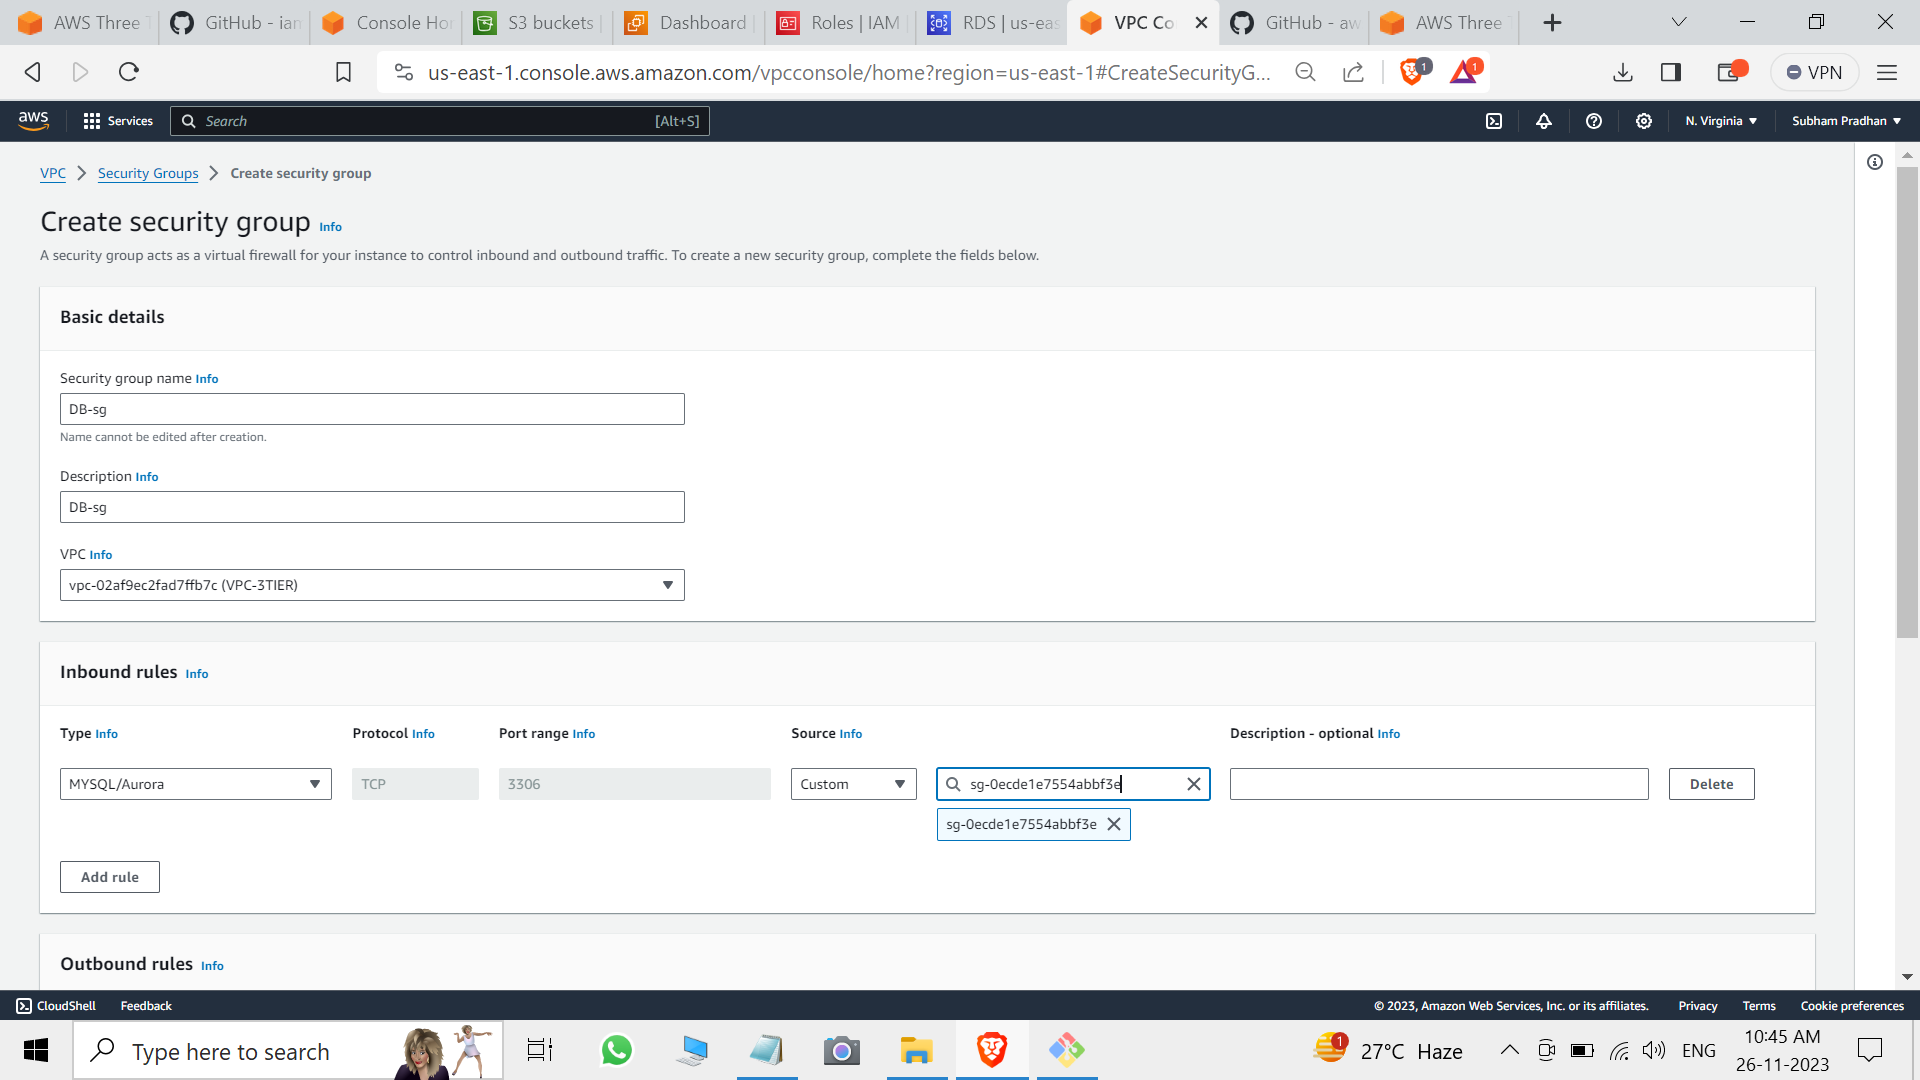 AWS Three T
GitHub - iam
Console Hom
S3 buckets |
Dashboard |
Roles | IAM |
RDS | us-eas
VPC Co
GitHub - aw
AWS Three T
us-east-1.console.aws.amazon.com/vpcconsole/home?region=us-east-1#CreateSecurityG...
1
1
VPN
aws
Services
Search
[Alt+S]
N. Virginia
Subham Pradhan
VPC
Security Groups
Create security group
Create security group Info
A security group acts as a virtual firewall for your instance to control inbound and outbound traffic. To create a new security group, complete the fields below.
Basic details
Security group name Info
DB-sg
Name cannot be edited after creation.
Description Info
DB-sg
VPC Info
vpc-02af9ec2fad7ffb7c (VPC-3TIER)
Inbound rules Info
Type Info
Protocol Info
Port range Info
Source Info
Description - optional Info
MYSQL/Aurora
TCP
3306
Custom
sg-0ecde1e7554abbf3e
Delete
sg-0ecde1e7554abbf3e
Add rule
Outbound rules Info
CloudShell
Feedback
© 2023, Amazon Web Services, Inc. or its affiliates.
Privacy
Terms
Cookie preferences
Type here to search
1
27°C Haze
ENG
10:45 AM
26-11-2023